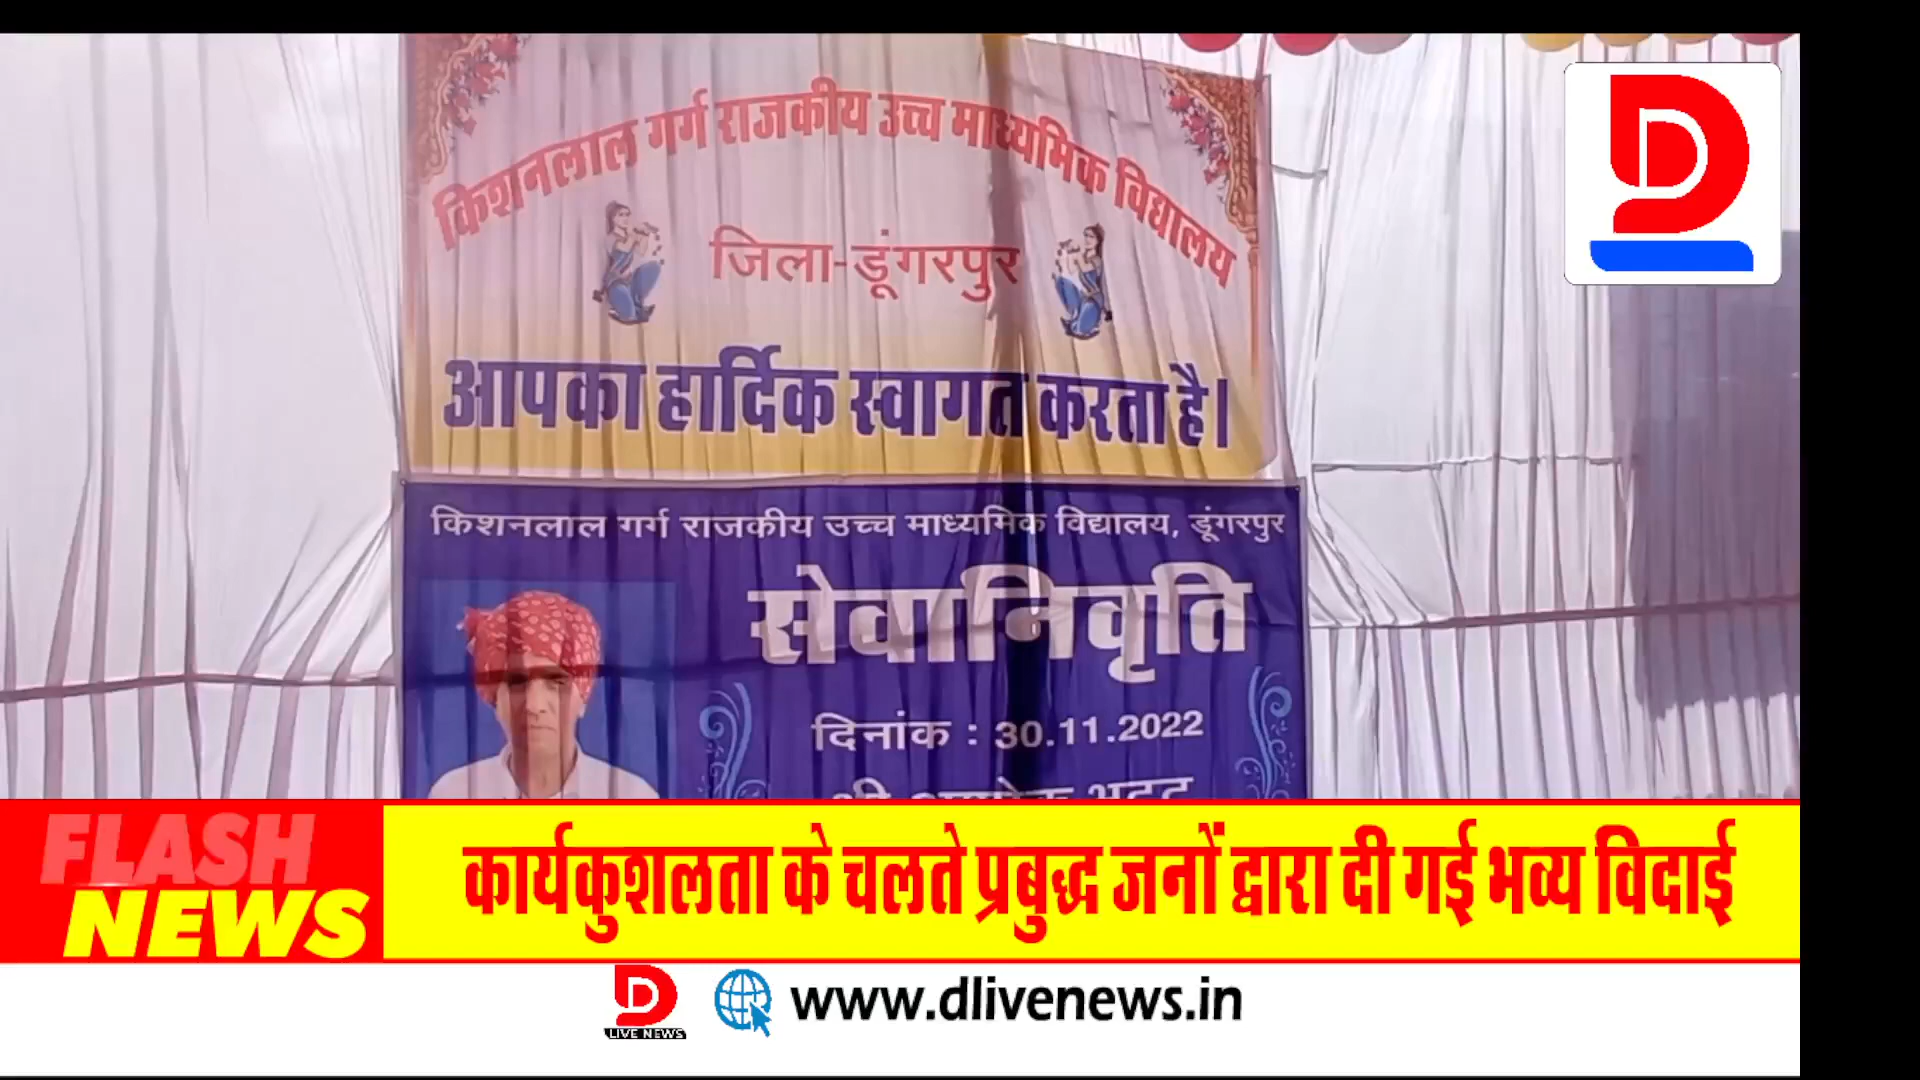 किशनलाल गर्ग राजकीय उच्च माध्यमिक विद्यालय
जिला-डूंगरपुर
आपका हार्दिक स्वागत करता है।
किशनलाल गर्ग राजकीय उच्च माध्यमिक विद्यालय, डूंगरपुर
सेवानिवृति
दिनांक : 30.11.2022
FLASH
NEWS
कार्यकुशलता के चलते प्रबुद्ध जनों द्वारा दी गई भव्य विदाई
D
LIVE NEWS
www.dlivenews.in